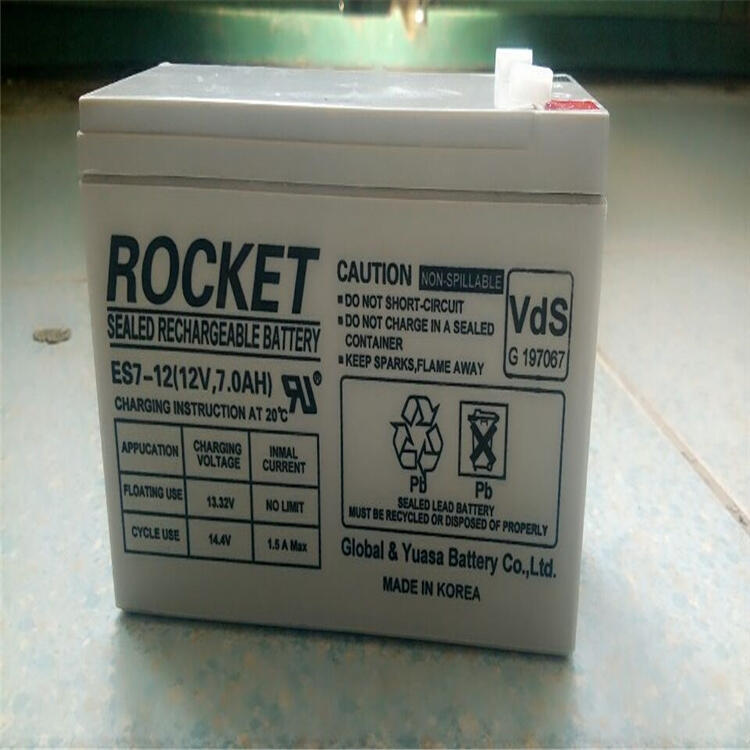 ROCKET
SEALED RECHARGEABLE BATTERY
ES7-12(12V,7.0AH)
CHARGING INSTRUCTION AT 20℃
APPUCATION CHARGING VOLTAGE INMAL CURRENT
FLOATING USE 13.32V NO LIMIT
CYCLE USE 14.4V 1.5 A Max
CAUTION NON-SPILLABLE
■ DO NOT SHORT-CIRCUIT
■ DO NOT CHARGE IN A SEALED
CONTAINER
■ KEEP SPARKS,FLAME AWAY
VdS
G 197067
Pb Pb
SEALED LEAD BATTERY
MUST BE RECYCLED OR DISPOSED OF PROPERLY
Global & Yuasa Battery Co.,Ltd.
MADE IN KOREA